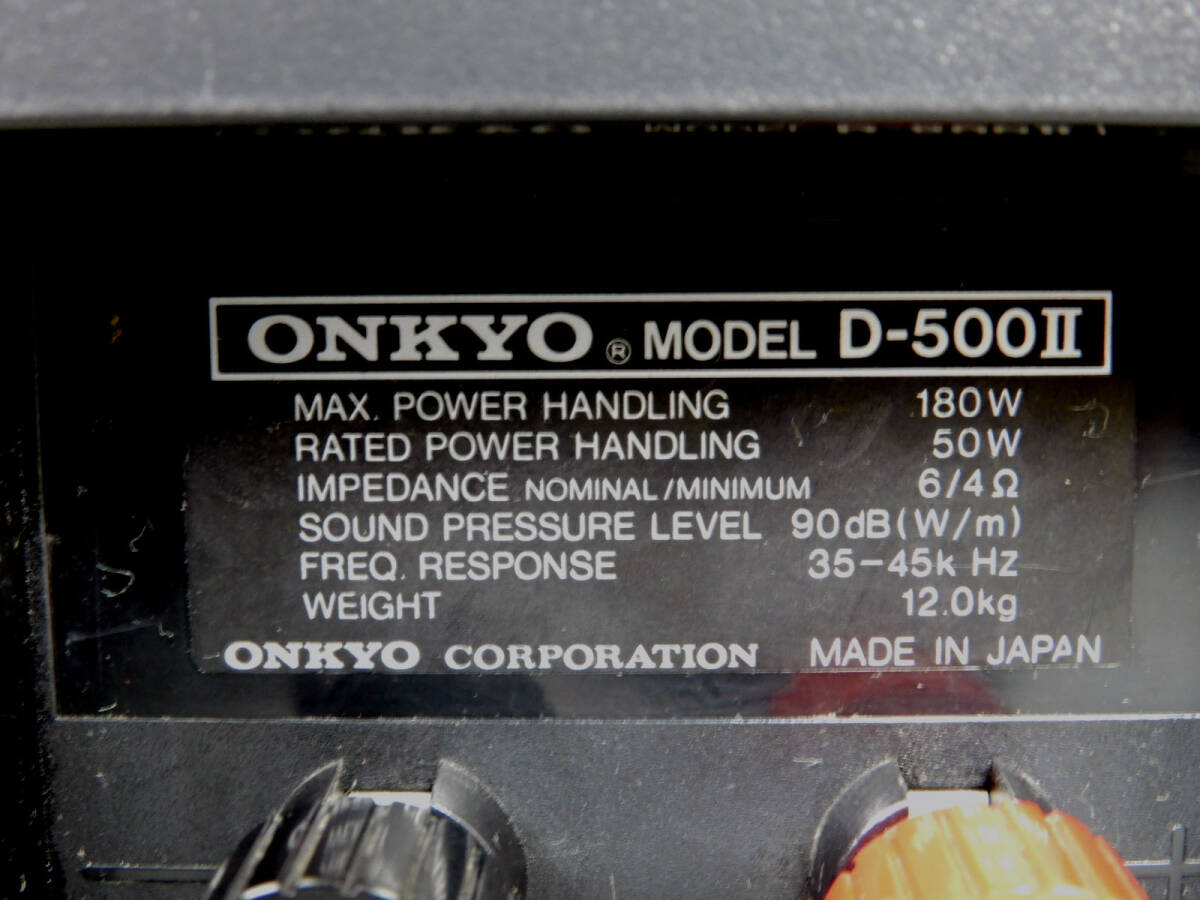 ONKYO ® MODEL D-500II
MAX. POWER HANDLING 180W
RATED POWER HANDLING 50W
IMPEDANCE NOMINAL/MINIMUM 6/4Ω
SOUND PRESSURE LEVEL 90dB(W/m)
FREQ. RESPONSE 35-45k Hz
WEIGHT 12.0kg
ONKYO CORPORATION MADE IN JAPAN